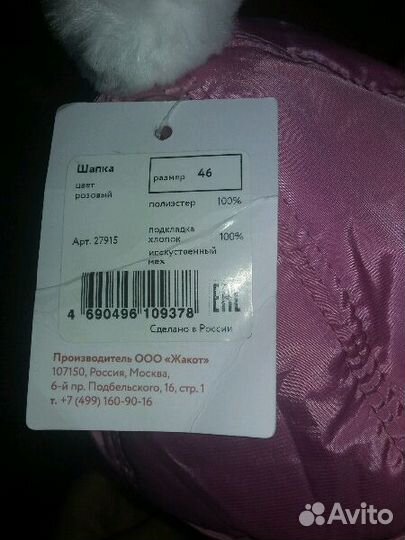 Шапка
цвет
розовый
размер 46
полиэстер 100%
подкладка
хлопок 100%
Арт. 27915
искуственный
мех
4 690496 109378
Сделано в России
Производитель ООО «Жакот»
107150, Россия, Москва,
6-й пр. Подбельского, 16, стр.1
т. +7 (499) 160-90-16
Avito